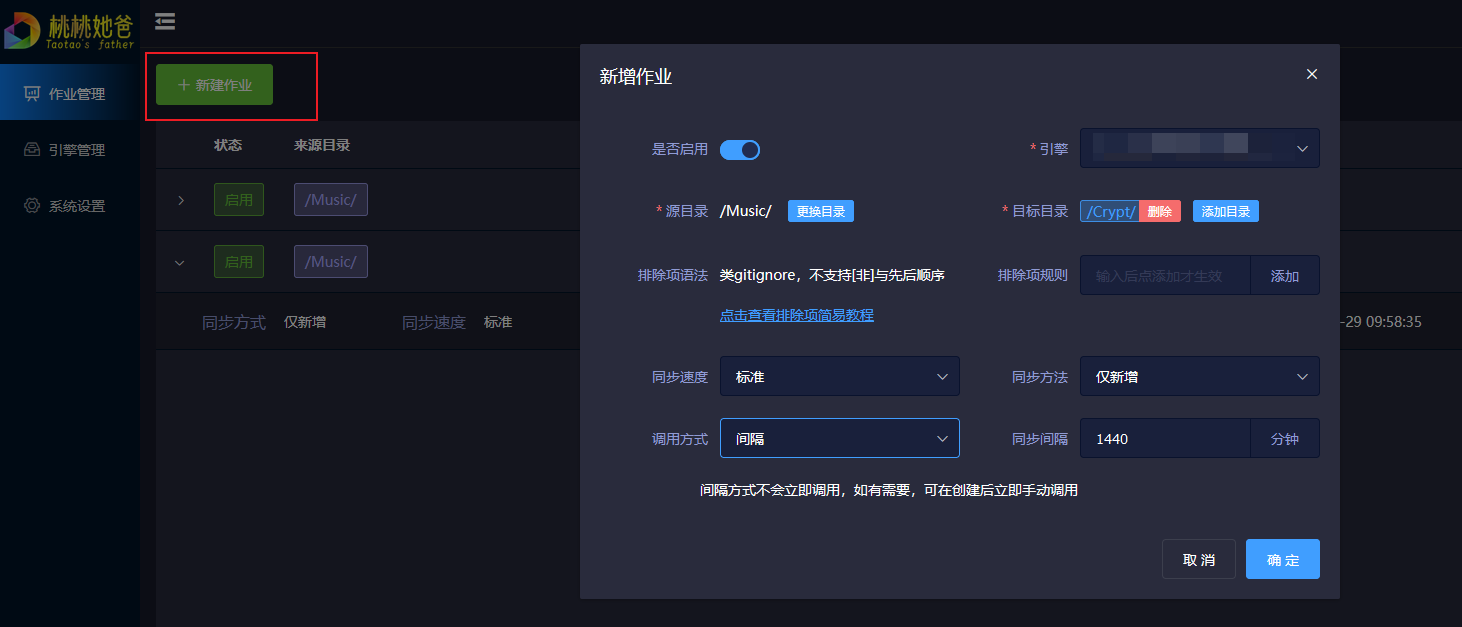 桃桃她爸
Taotao's father
作业管理
引擎管理
系统设置
+ 新建作业
状态 来源目录
启用 /Music/
启用 /Music/
同步方式 仅新增 同步速度 标准
-29 09:58:35
新增作业
是否启用 *引擎
*源目录 /Music/ 更换目录 *目标目录 /Crypt/ 删除 添加目录
排除项语法 类gitignore，不支持[非]与先后顺序 排除项规则 输入后点添加才生效 添加
点击查看排除项简易教程
同步速度 标准 同步方法 仅新增
调用方式 间隔 同步间隔 1440 分钟
间隔方式不会立即调用，如有需要，可在创建后立即手动调用
取消 确定